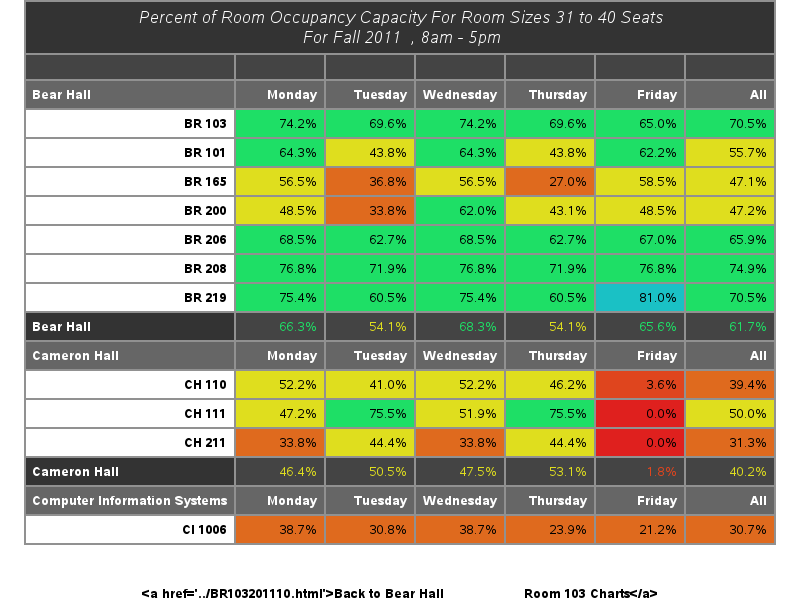 Percent of Room Occupancy Capacity For Room Sizes 31 to 40 Seats
For Fall 2011 , 8am - 5pm
Bear Hall Monday Tuesday Wednesday Thursday Friday All
BR 103 74.2% 69.6% 74.2% 69.6% 65.0% 70.5%
BR 101 64.3% 43.8% 64.3% 43.8% 62.2% 55.7%
BR 165 56.5% 36.8% 56.5% 27.0% 58.5% 47.1%
BR 200 48.5% 33.8% 62.0% 43.1% 48.5% 47.2%
BR 206 68.5% 62.7% 68.5% 62.7% 67.0% 65.9%
BR 208 76.8% 71.9% 76.8% 71.9% 76.8% 74.9%
BR 219 75.4% 60.5% 75.4% 60.5% 81.0% 70.5%
Bear Hall 66.3% 54.1% 68.3% 54.1% 65.6% 61.7%
Cameron Hall Monday Tuesday Wednesday Thursday Friday All
CH 110 52.2% 41.0% 52.2% 46.2% 3.6% 39.4%
CH 111 47.2% 75.5% 51.9% 75.5% 0.0% 50.0%
CH 211 33.8% 44.4% 33.8% 44.4% 0.0% 31.3%
Cameron Hall 46.4% 50.5% 47.5% 53.1% 1.8% 40.2%
Computer Information Systems Monday Tuesday Wednesday Thursday Friday All
CI 1006 38.7% 30.8% 38.7% 23.9% 21.2% 30.7%
<a href='../BR103201110.html'>Back to Bear Hall Room 103 Charts</a>